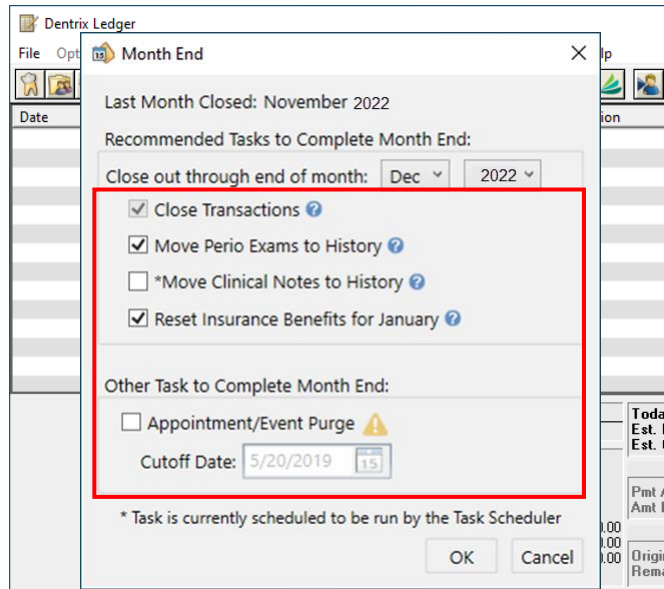 Dentrix Ledger
File Opt
lp
Month End
Date
ion
Last Month Closed: November 2022
Recommended Tasks to Complete Month End:
Close out through end of month: Dec 2022
Close Transactions ?
Move Perio Exams to History ?
*Move Clinical Notes to History ?
Reset Insurance Benefits for January ?
Other Task to Complete Month End:
Appointment/Event Purge
Cutoff Date: 5/20/2019 15
* Task is currently scheduled to be run by the Task Scheduler
OK Cancel
Toda
Est. 
Est. 
Pmt A
Amt 
.00
.00
.00
Origin
Rema